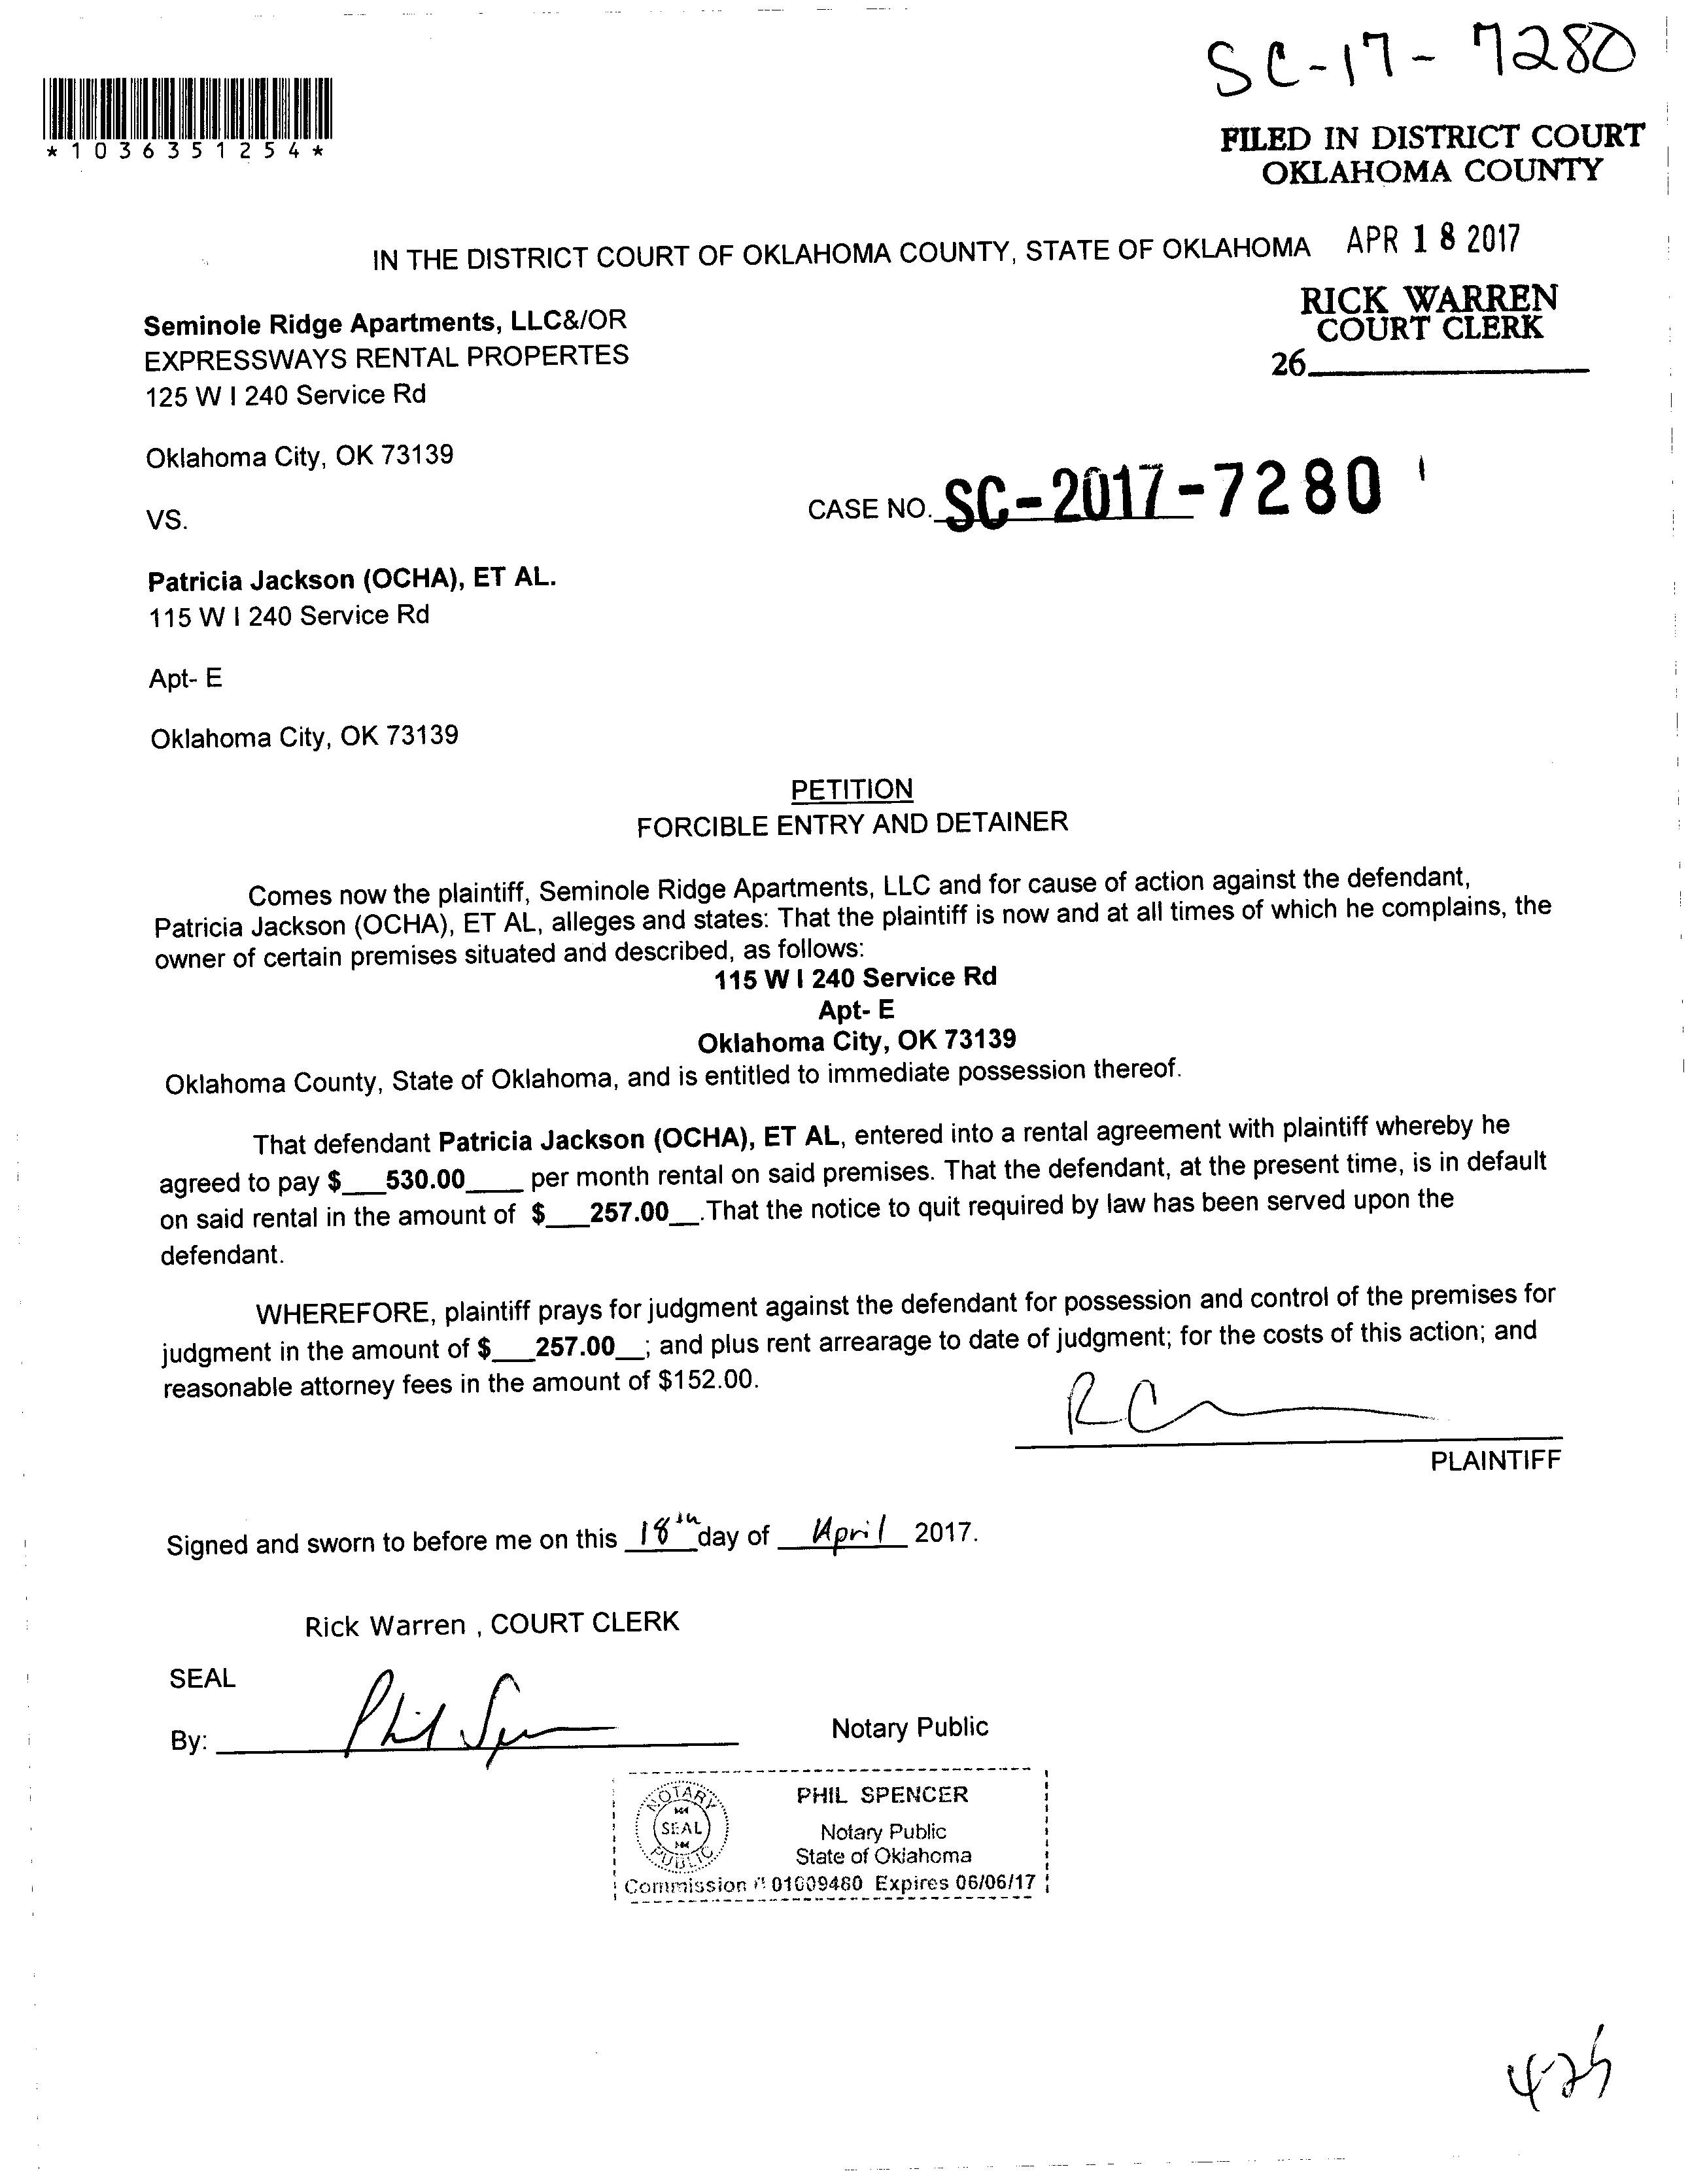 SC-17-7280
*1036351254*
FILED IN DISTRICT COURT
OKLAHOMA COUNTY
IN THE DISTRICT COURT OF OKLAHOMA COUNTY, STATE OF OKLAHOMA APR 18 2017
RICK WARREN
COURT CLERK
26
Seminole Ridge Apartments, LLC&/OR
EXPRESSWAYS RENTAL PROPERTES
125 W I 240 Service Rd
Oklahoma City, OK 73139
VS.
CASE NO. SC-2017-7280
Patricia Jackson (OCHA), ET AL.
115 W I 240 Service Rd
Apt- E
Oklahoma City, OK 73139
PETITION
FORCIBLE ENTRY AND DETAINER
Comes now the plaintiff, Seminole Ridge Apartments, LLC and for cause of action against the defendant,
Patricia Jackson (OCHA), ET AL, alleges and states: That the plaintiff is now and at all times of which he complains, the
owner of certain premises situated and described, as follows:
115 W I 240 Service Rd
Apt- E
Oklahoma City, OK 73139
Oklahoma County, State of Oklahoma, and is entitled to immediate possession thereof.
That defendant Patricia Jackson (OCHA), ET AL, entered into a rental agreement with plaintiff whereby he
agreed to pay $___530.00____ per month rental on said premises. That the defendant, at the present time, is in default
on said rental in the amount of $___257.00__.That the notice to quit required by law has been served upon the
defendant.
WHEREFORE, plaintiff prays for judgment against the defendant for possession and control of the premises for
judgment in the amount of $___257.00__; and plus rent arrearage to date of judgment; for the costs of this action; and
reasonable attorney fees in the amount of $152.00.
PLAINTIFF
Signed and sworn to before me on this 18th day of April 2017.
Rick Warren , COURT CLERK
SEAL
By: Phil Spencer
Notary Public
NOTARY SEAL PUBLIC
PHIL SPENCER
Notary Public
State of Oklahoma
Commission # 01009480 Expires 06/06/17